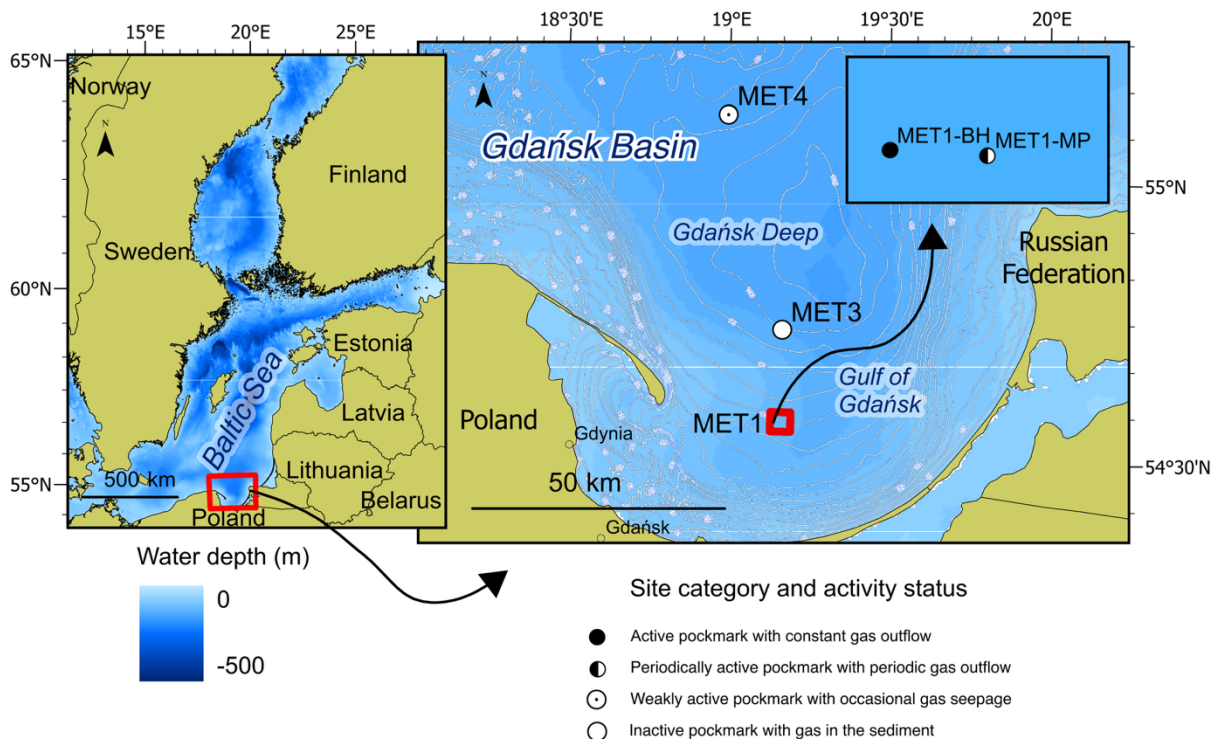 15°E 20°E 25°E
65°N
60°N
55°N
N
Norway
Finland
Sweden
Estonia
Baltic Sea
Latvia
Lithuania
500 km
Belarus
Poland
18°30'E 19°E 19°30'E 20°E
55°N
54°30'N
N
MET4
Gdańsk Basin
MET1-BH MET1-MP
Gdańsk Deep
Russian
Federation
MET3
Gulf of
Gdańsk
Poland
MET1
Gdynia
50 km
Gdańsk
Water depth (m)
0
-500
Site category and activity status
Active pockmark with constant gas outflow
Periodically active pockmark with periodic gas outflow
Weakly active pockmark with occasional gas seepage
Inactive pockmark with gas in the sediment